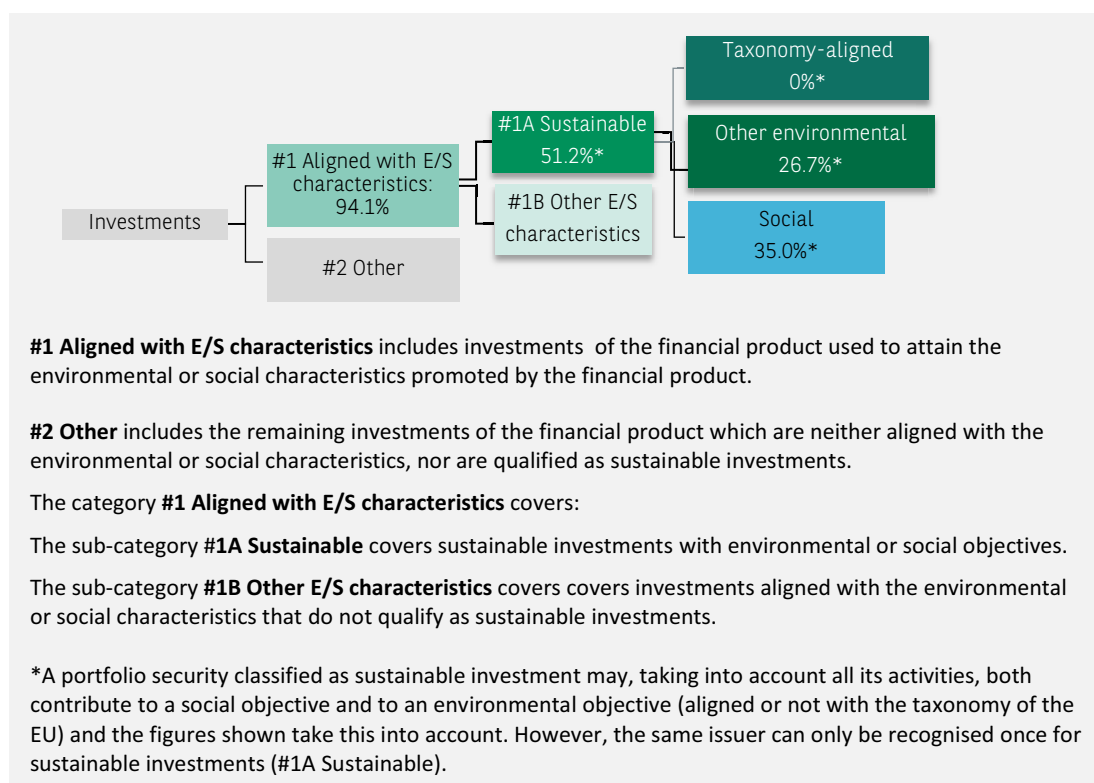 Taxonomy-aligned
0%*
#1A Sustainable
51.2%*
Other environmental
26.7%*
#1 Aligned with E/S
characteristics:
94.1%
#1B Other E/S
characteristics
Investments
Social
35.0%*
#2 Other
#1 Aligned with E/S characteristics includes investments of the financial product used to attain the
environmental or social characteristics promoted by the financial product.
#2 Other includes the remaining investments of the financial product which are neither aligned with the
environmental or social characteristics, nor are qualified as sustainable investments.
The category #1 Aligned with E/S characteristics covers:
The sub-category #1A Sustainable covers sustainable investments with environmental or social objectives.
The sub-category #1B Other E/S characteristics covers covers investments aligned with the environmental
or social characteristics that do not qualify as sustainable investments.
*A portfolio security classified as sustainable investment may, taking into account all its activities, both
contribute to a social objective and to an environmental objective (aligned or not with the taxonomy of the
EU) and the figures shown take this into account. However, the same issuer can only be recognised once for
sustainable investments (#1A Sustainable).